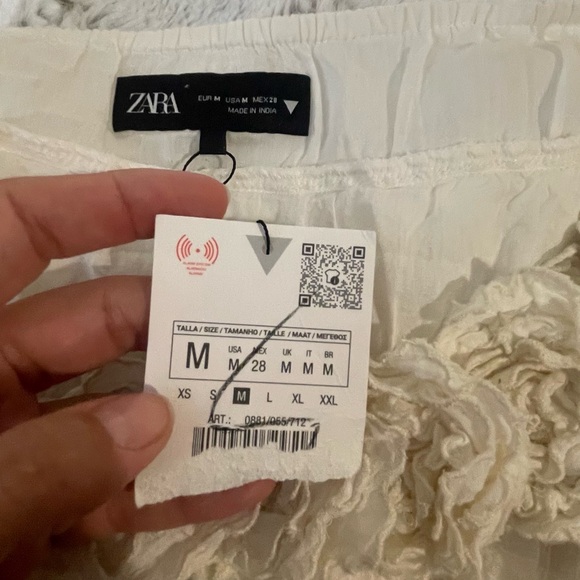 ZARA
EUR M USA M MEX 28
MADE IN INDIA
TALLA / SIZE / TAMANHO / TAILLE / MAAT / ΜΕΓΕΘΟΣ
M
USA MEX UK IT BR
M 28 M M M
XS S M L XL XXL
ART.: 0881/055/712